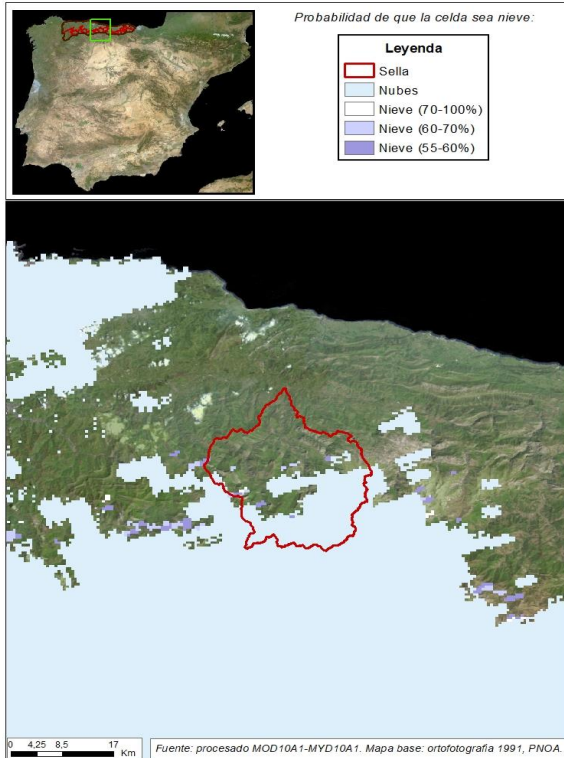 Probabilidad de que la celda sea nieve:
Leyenda
Sella
Nubes
Nieve (70-100%)
Nieve (60-70%)
Nieve (55-60%)
0 4,25 8,5 17
Km
Fuente: procesado MOD10A1-MYD10A1. Mapa base: ortofotografia 1991, PNOA.